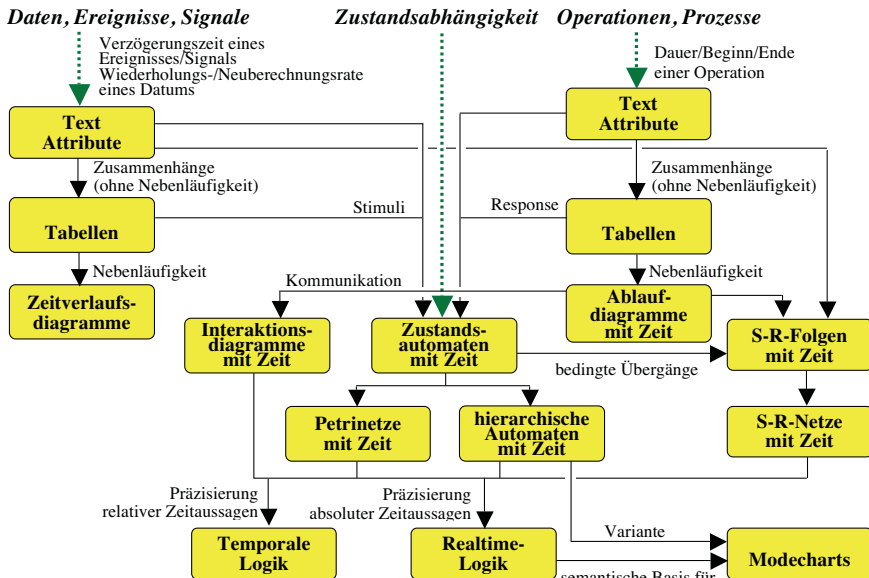 Daten, Ereignisse, Signale
Zustandsabhängigkeit
Operationen, Prozesse
Verzögerungszeit eines
Ereignisses/Signals
Wiederholungs-/Neuberechnungsrate
eines Datums
Dauer/Beginn/Ende
einer Operation
Text
Attribute
Text
Attribute
Zusammenhänge
(ohne Nebenläufigkeit)
Zusammenhänge
(ohne Nebenläufigkeit)
Stimuli
Response
Tabellen
Tabellen
Nebenläufigkeit
Nebenläufigkeit
Kommunikation
Zeitverlaufs-
diagramme
Ablauf-
diagramme
mit Zeit
Interaktions-
diagramme
mit Zeit
Zustands-
automaten
mit Zeit
S-R-Folgen
mit Zeit
bedingte Übergänge
Petrinetze
mit Zeit
hierarchische
Automaten
mit Zeit
S-R-Netze
mit Zeit
Präzisierung
relativer Zeitaussagen
Präzisierung
absoluter Zeitaussagen
Variante
Temporale
Logik
Realtime-
Logik
Modecharts
semantische Basis für